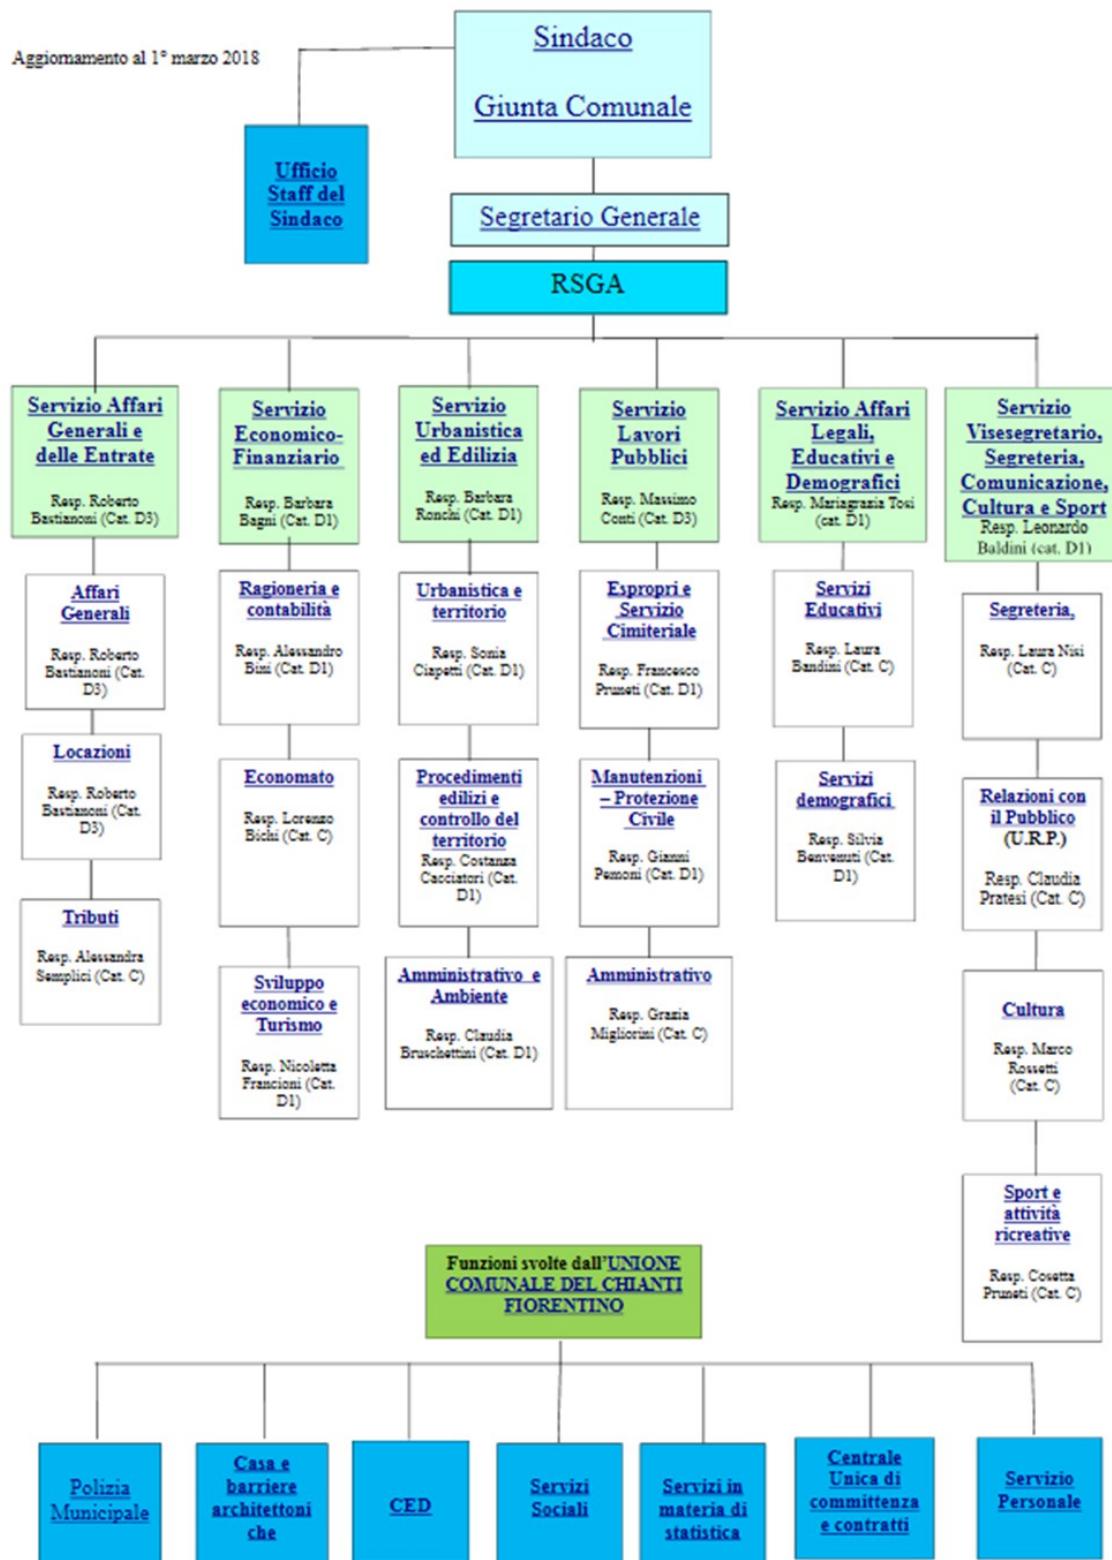 Aggiornamento al 1° marzo 2018
Sindaco
Giunta Comunale
Ufficio
Staff del
Sindaco
Segretario Generale
RSGA
Servizio Affari
Generali e
delle Entrate
Resp. Roberto
Bastianoni (Cat. D3)
Affari
Generali
Resp. Roberto
Bastianoni (Cat.
D3)
Locazioni
Resp. Roberto
Bastianoni (Cat.
D3)
Tributi
Resp. Alessandra
Semplici (Cat. C)
Servizio
Economico-
Finanziario
Resp. Barbara
Bagni (Cat. D1)
Ragioneria e
contabilità
Resp. Alessandro
Bini (Cat. D1)
Economato
Resp. Lorenzo
Bichi (Cat. C)
Sviluppo
economico e
Turismo
Resp. Nicoletta
Francioni (Cat.
D1)
Servizio
Urbanistica
ed Edilizia
Resp. Barbara
Ronchi (Cat. D1)
Urbanistica e
territorio
Resp. Sonia
Ciapetti (Cat. D1)
Procedimenti
edilizi e
controllo del
territorio
Resp. Costanza
Cacciatori (Cat.
D1)
Amministrativo e
Ambiente
Resp. Claudia
Bruschettini (Cat. D1)
Servizio
Lavori
Pubblici
Resp. Massimo
Conti (Cat. D3)
Espropri e
Servizio
Cimiteriale
Resp. Francesco
Pruneti (Cat. D1)
Manutenzioni
– Protezione
Civile
Resp. Gianni
Pemoni (Cat. D1)
Amministrativo
Resp. Grazia
Migliorini (Cat. C)
Servizio Affari
Legali,
Educativi e
Demografici
Resp. Mariagrazia Tosi
(cat. D1)
Servizi
Educativi
Resp. Laura
Bandini (Cat. C)
Servizi
demografici
Resp. Silvia
Benvenuti (Cat.
D1)
Servizio
Visesegretario,
Segreteria,
Comunicazione,
Cultura e Sport
Resp. Leonardo
Baldini (cat. D1)
Segreteria,
Resp. Laura Nisi
(Cat. C)
Relazioni con
il Pubblico
(U.R.P.)
Resp. Claudia
Pratesi (Cat. C)
Cultura
Resp. Marco
Rossetti
(Cat. C)
Sport e
attività
ricreative
Resp. Cosetta
Pruneti (Cat. C)
Funzioni svolte dall'UNIONE
COMUNALE DEL CHIANTI
FIORENTINO
Polizia
Municipale
Casa e
barriere
architettoni
che
CED
Servizi
Sociali
Servizi in
materia di
statistica
Centrale
Unica di
committenza
e contratti
Servizio
Personale